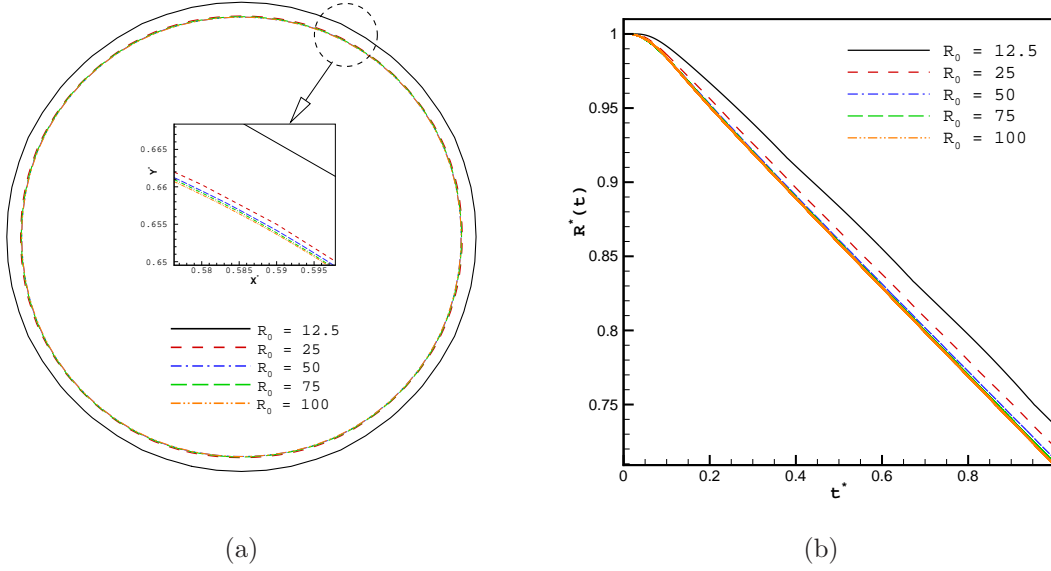 0.665
0.66
0.655
0.65
Y*
0.58
0.585
0.59
0.595
X*
R₀ = 12.5
R₀ = 25
R₀ = 50
R₀ = 75
R₀ = 100
(a)
1
0.95
0.9
0.85
0.8
0.75
R*(t)
R₀ = 12.5
R₀ = 25
R₀ = 50
R₀ = 75
R₀ = 100
0
0.2
0.4
0.6
0.8
t*
(b)